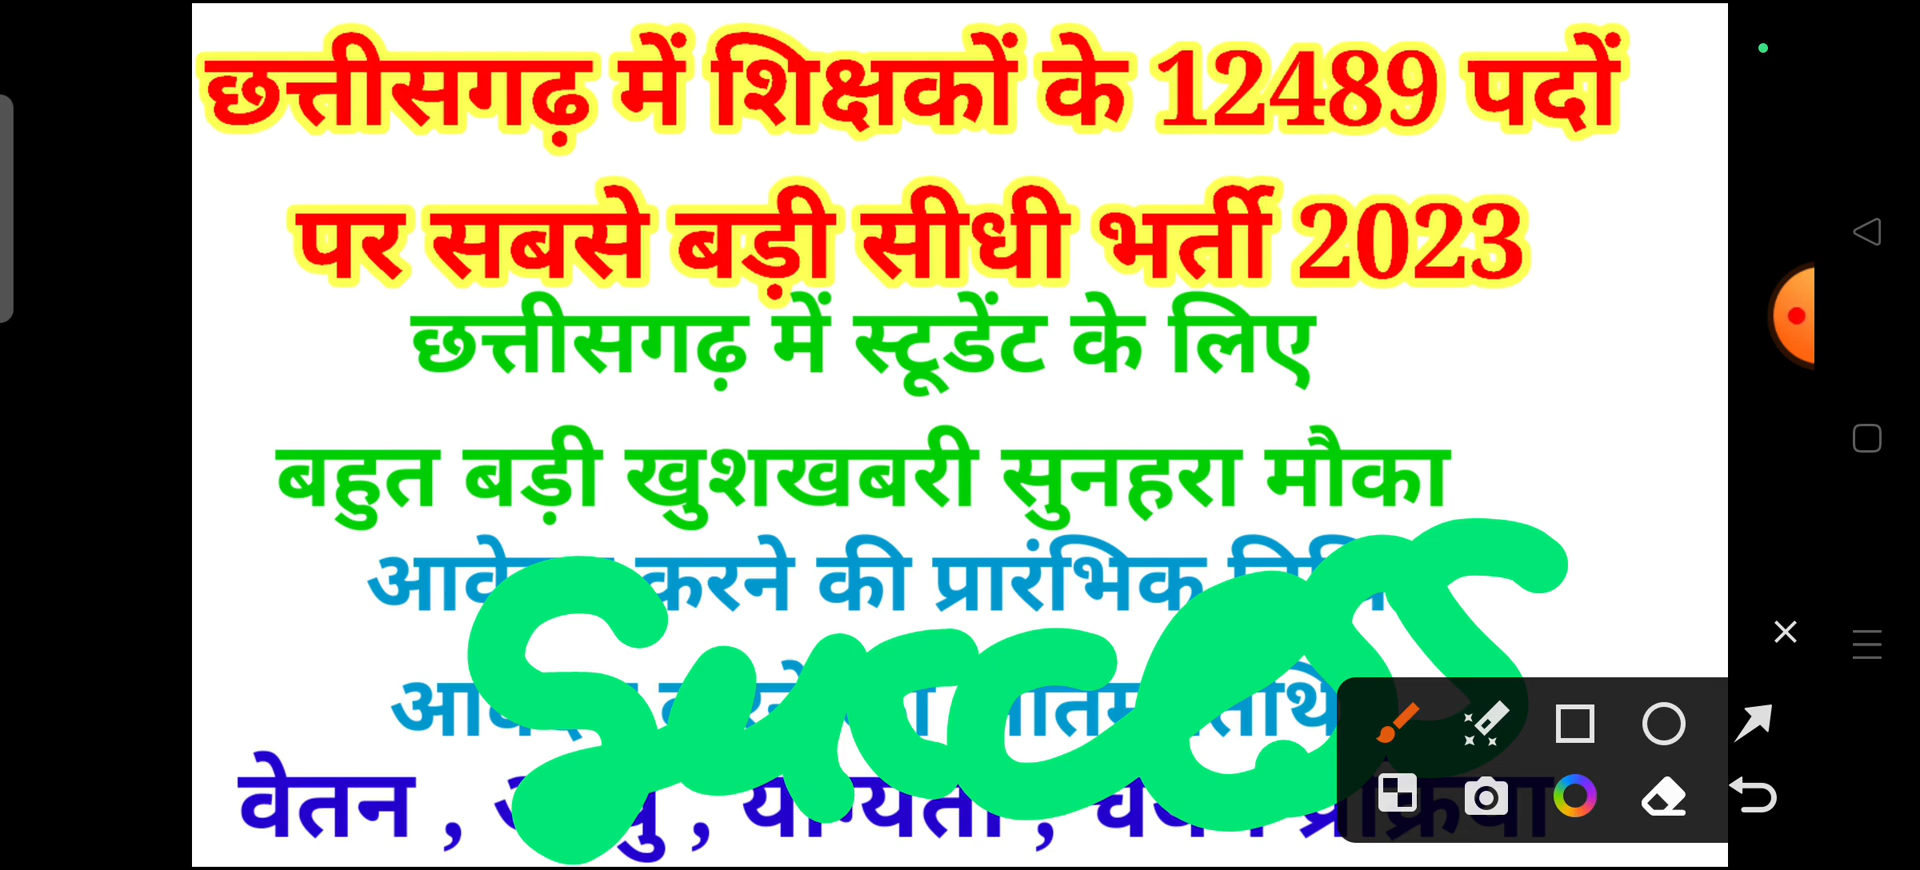 छत्तीसगढ़ में शिक्षकों के 12489 पदों
पर सबसे बड़ी सीधी भर्ती 2023
छत्तीसगढ़ में स्टूडेंट के लिए
बहुत बड़ी खुशखबरी सुनहरा मौका
करने की प्रारंभिक
Success
वेतन , , प्रक्रिया